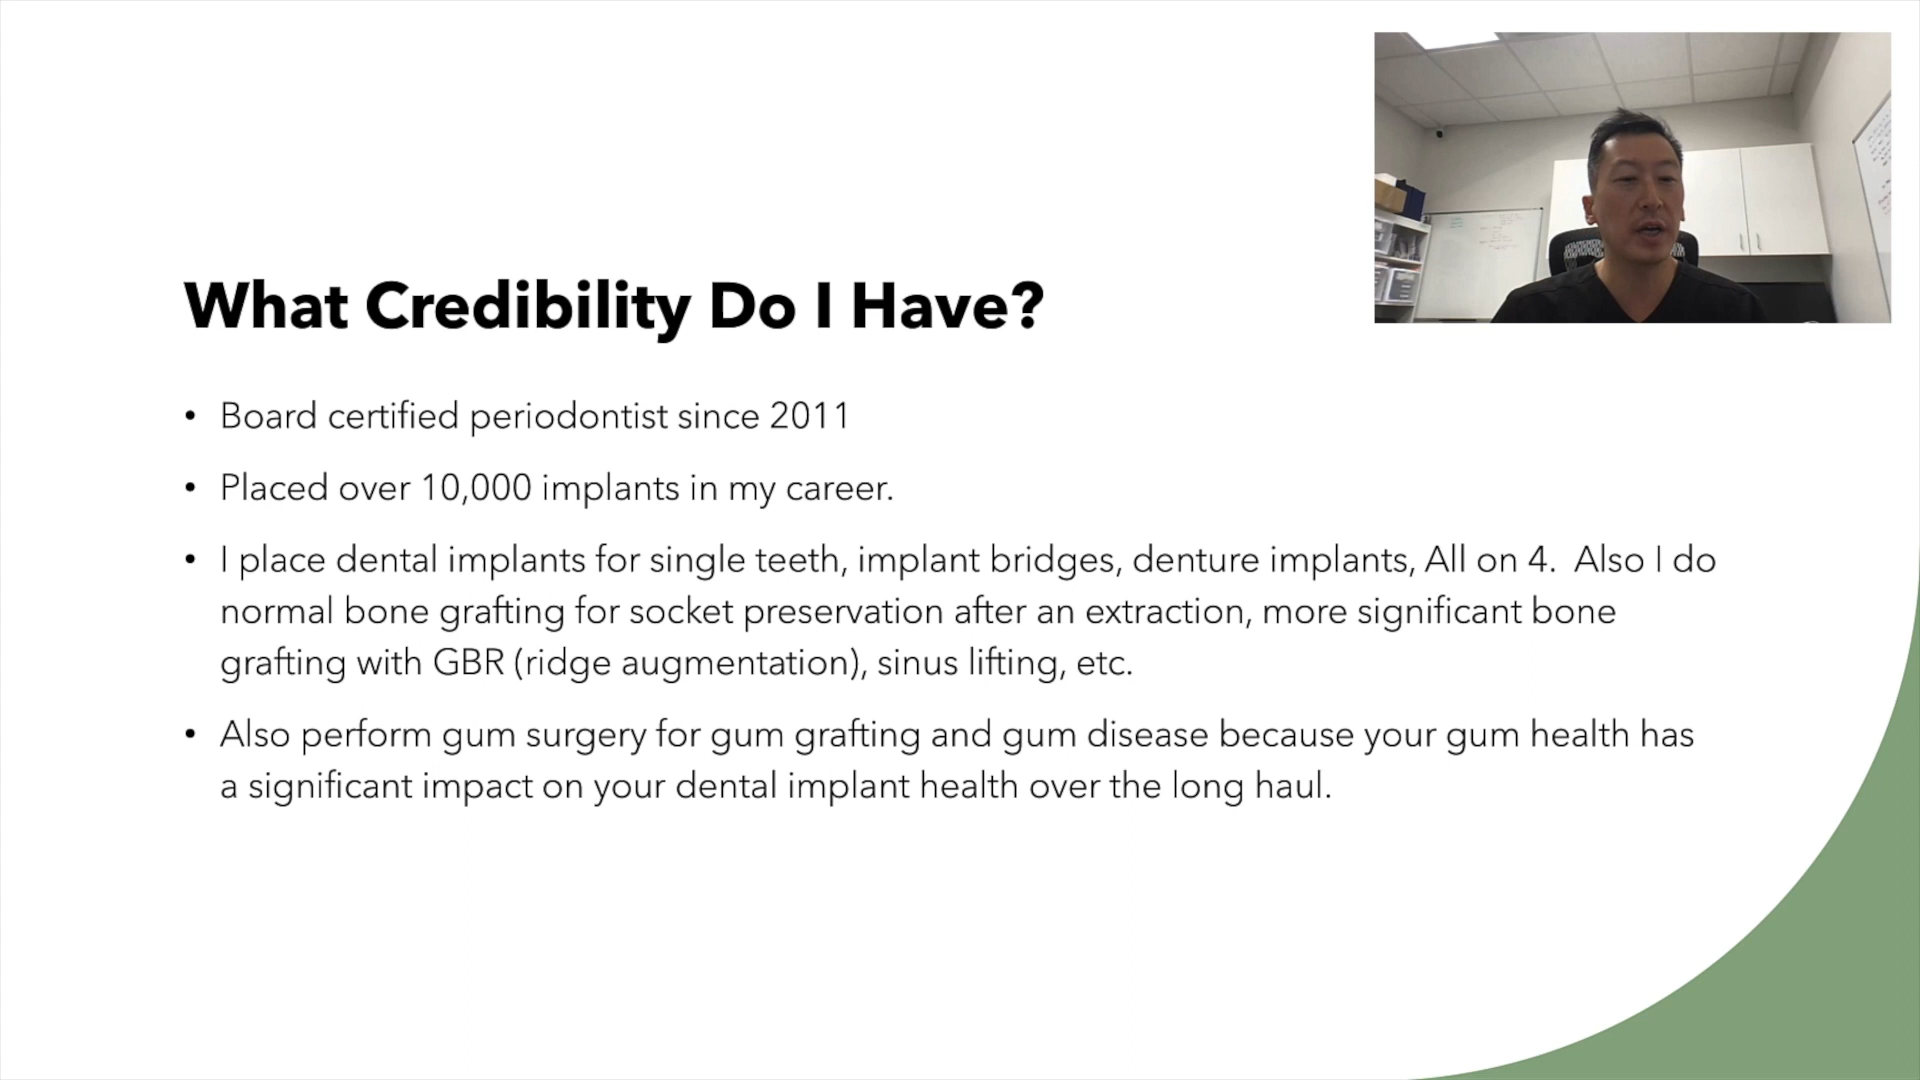 What Credibility Do I Have?
• Board certified periodontist since 2011
• Placed over 10,000 implants in my career.
• I place dental implants for single teeth, implant bridges, denture implants, All on 4.  Also I do
normal bone grafting for socket preservation after an extraction, more significant bone
grafting with GBR (ridge augmentation), sinus lifting, etc.
• Also perform gum surgery for gum grafting and gum disease because your gum health has
a significant impact on your dental implant health over the long haul.